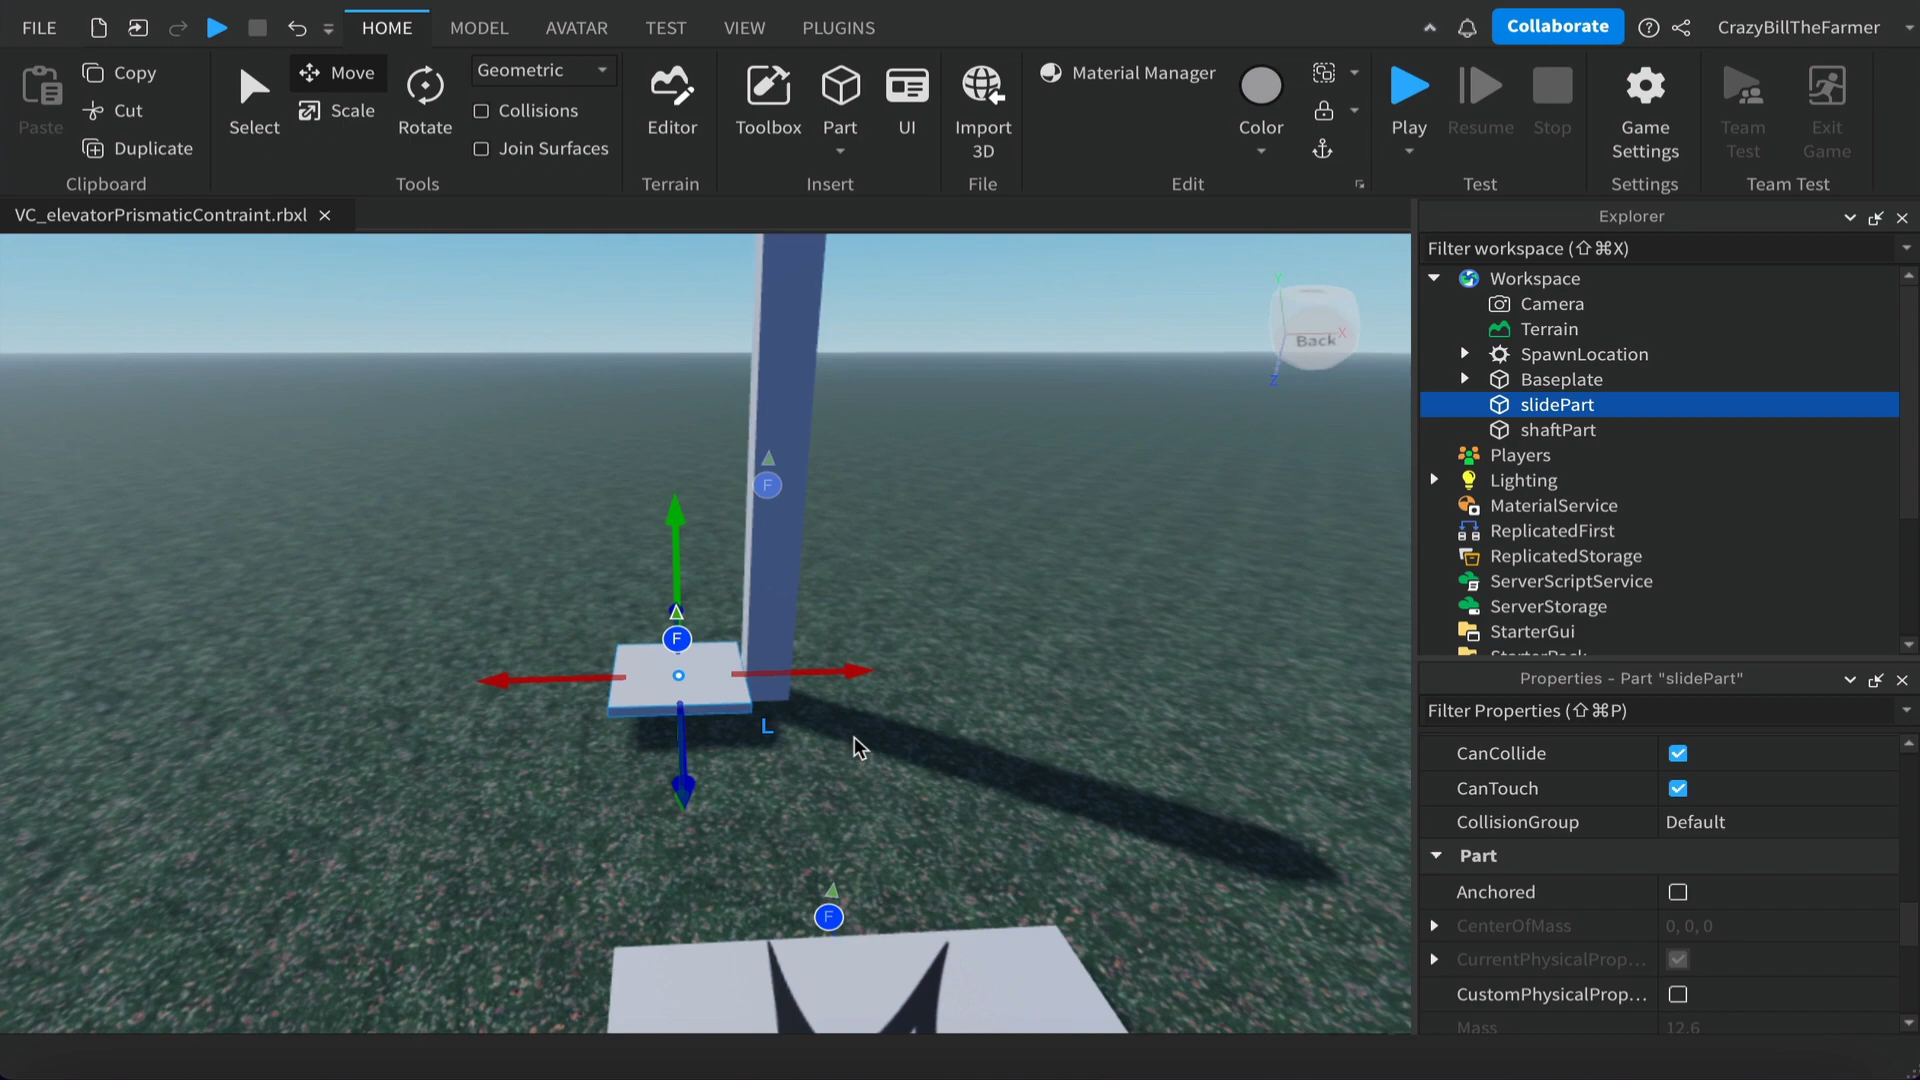 FILE
HOME
MODEL
AVATAR
TEST
VIEW
PLUGINS
Collaborate
CrazyBillTheFarmer
Paste
Copy
Cut
Duplicate
Clipboard
Select
Move
Scale
Rotate
Geometric
Collisions
Join Surfaces
Tools
Editor
Terrain
Toolbox
Part
UI
Insert
Import
3D
File
Material Manager
Color
Edit
Play
Resume
Stop
Test
Game
Settings
Settings
Team
Test
Exit
Game
Team Test
VC_elevatorPrismaticContraint.rbxl
Y
X
Back
Z
F
F
L
F
Explorer
Filter workspace (⇧⌘X)
Workspace
Camera
Terrain
SpawnLocation
Baseplate
slidePart
shaftPart
Players
Lighting
MaterialService
ReplicatedFirst
ReplicatedStorage
ServerScriptService
ServerStorage
StarterGui
StarterPack
Properties - Part "slidePart"
Filter Properties (⇧⌘P)
CanCollide
CanTouch
CollisionGroup Default
Part
Anchored
CenterOfMass 0, 0, 0
CurrentPhysicalProp...
CustomPhysicalProp...
Mass 12.6